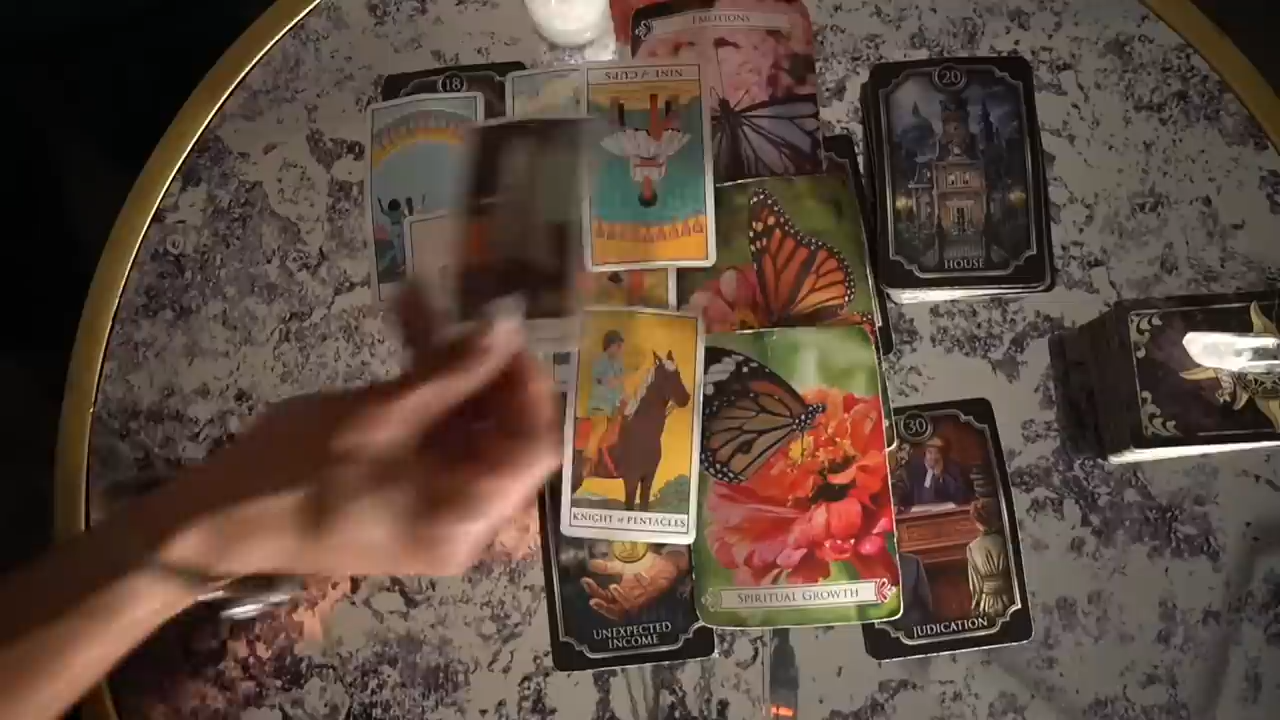 EMOTIONS
18
NINE of CUPS
20
HOUSE
KNIGHT of PENTACLES
30
SPIRITUAL GROWTH
UNEXPECTED
INCOME
JUDICATION